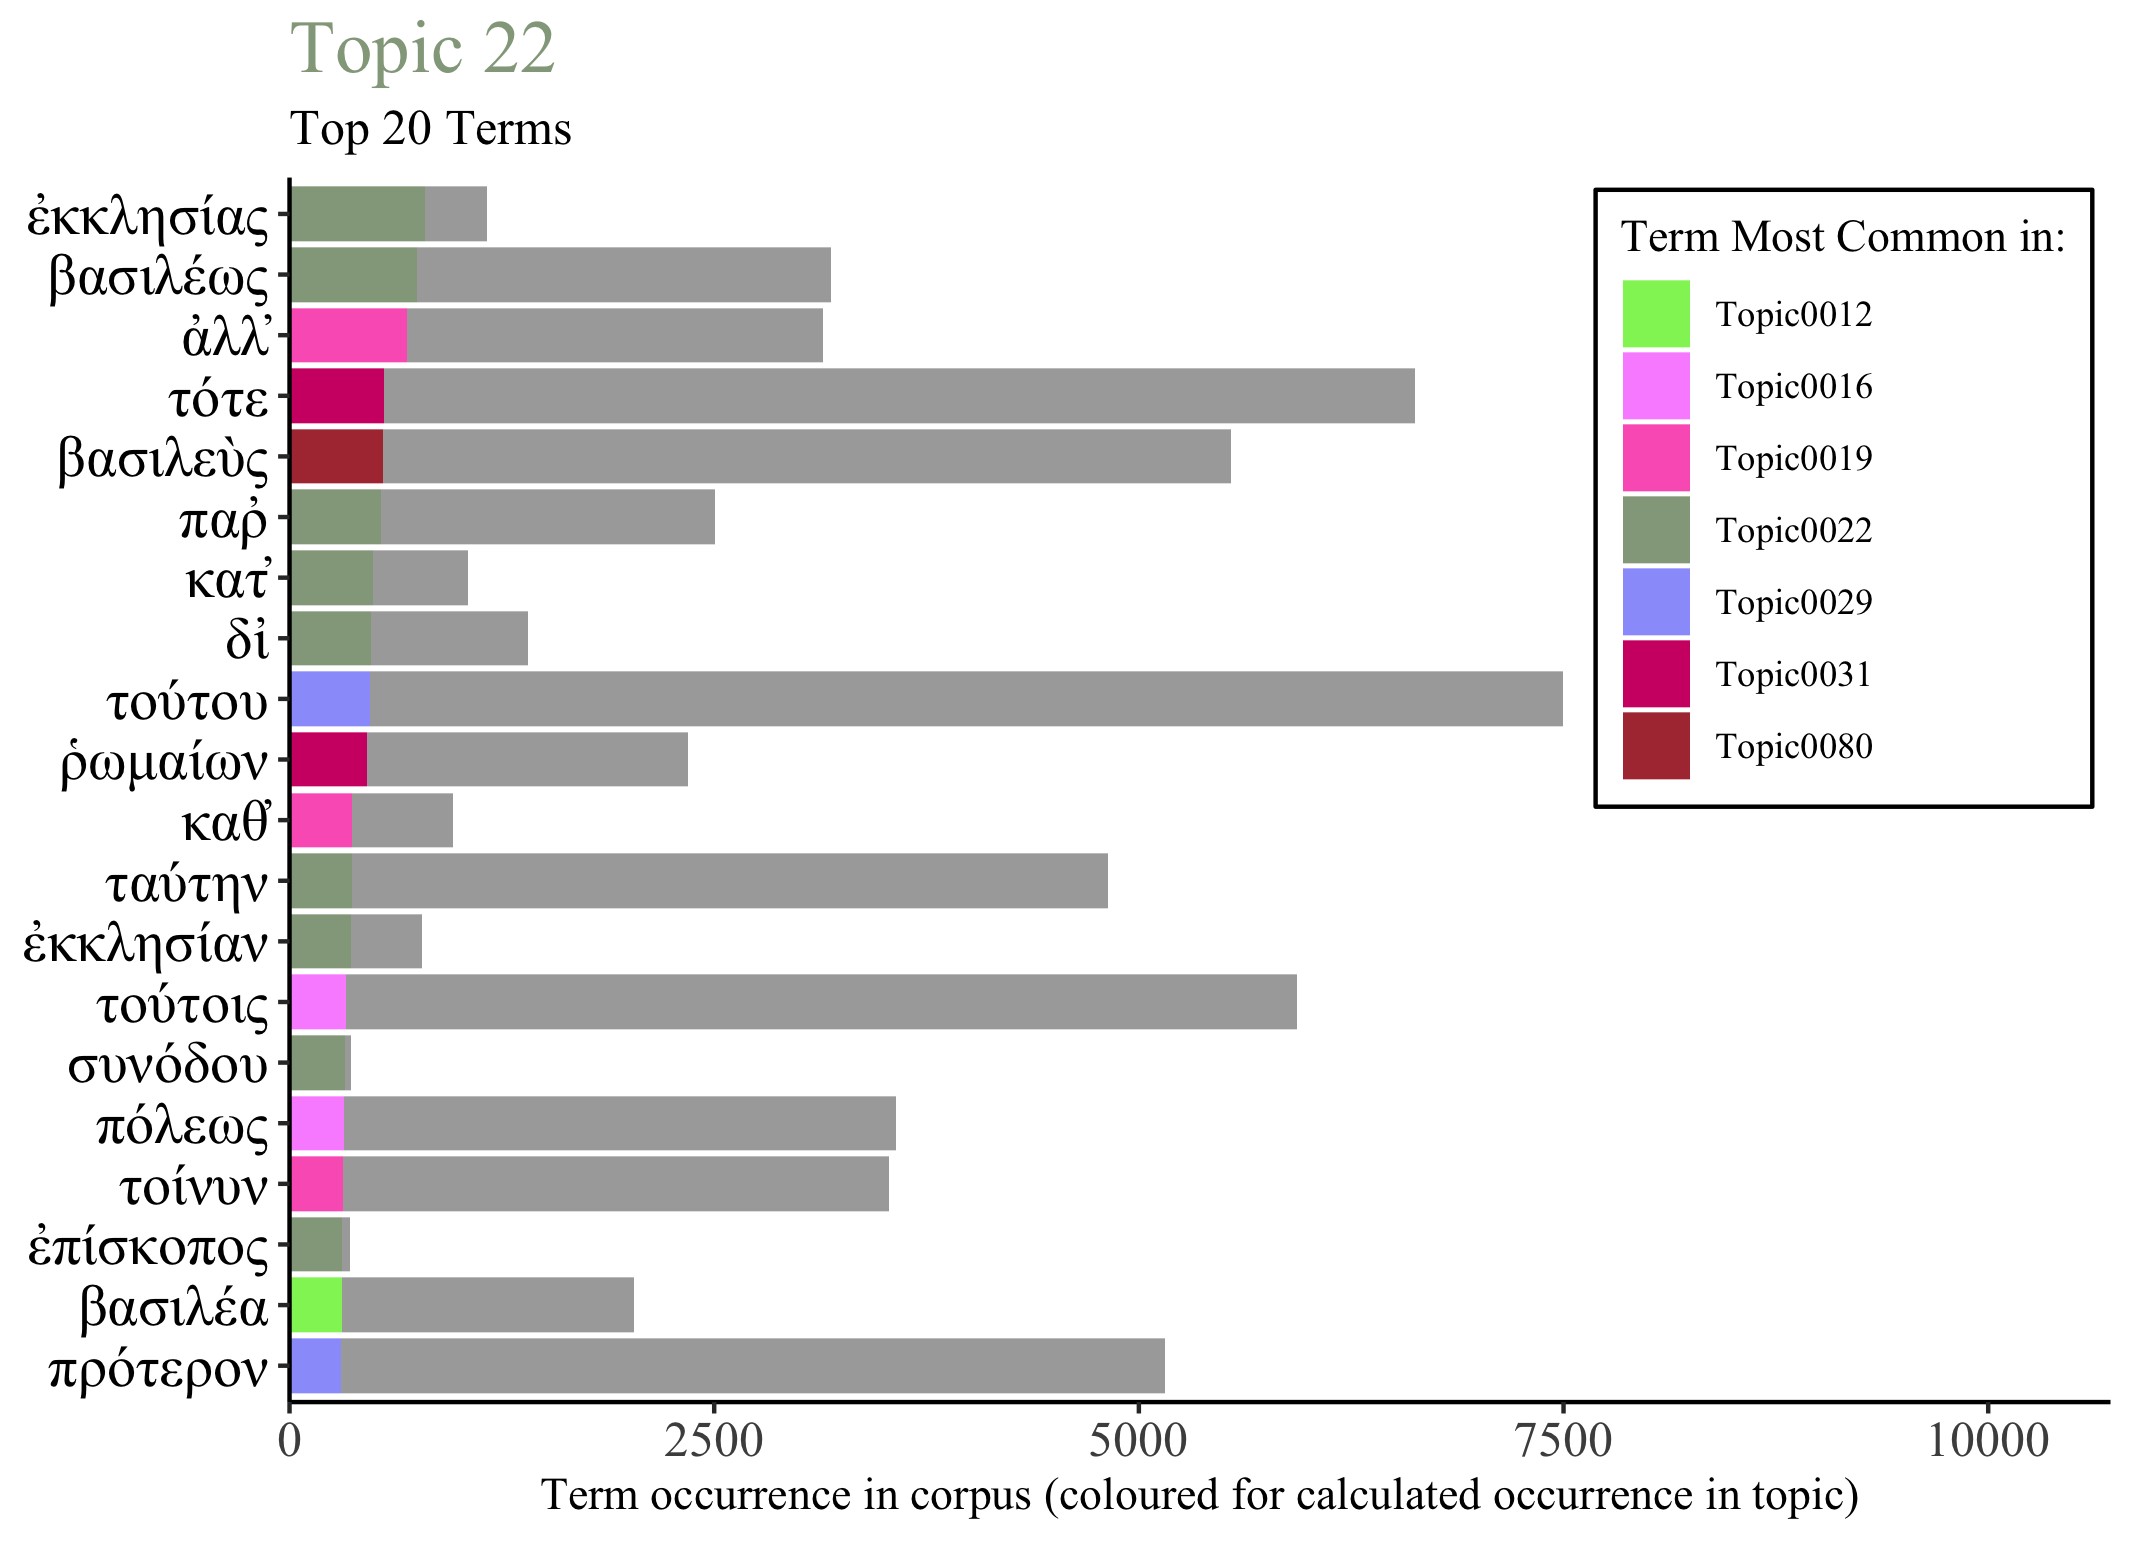 Topic 22
Top 20 Terms
ἐκκλησίας
βασιλέως
ἀλλ̓
τότε
βασιλεὺς
παῤ
κατ̓
δἰ
τούτου
ῥωμαίων
καθ̓
ταύτην
ἐκκλησίαν
τούτοις
συνόδου
πόλεως
τοίνυν
ἐπίσκοπος
βασιλέα
πρότερον
Term Most Common in:
Topic0012
Topic0016
Topic0019
Topic0022
Topic0029
Topic0031
Topic0080
0 2500 5000 7500 10000
Term occurrence in corpus (coloured for calculated occurrence in topic)